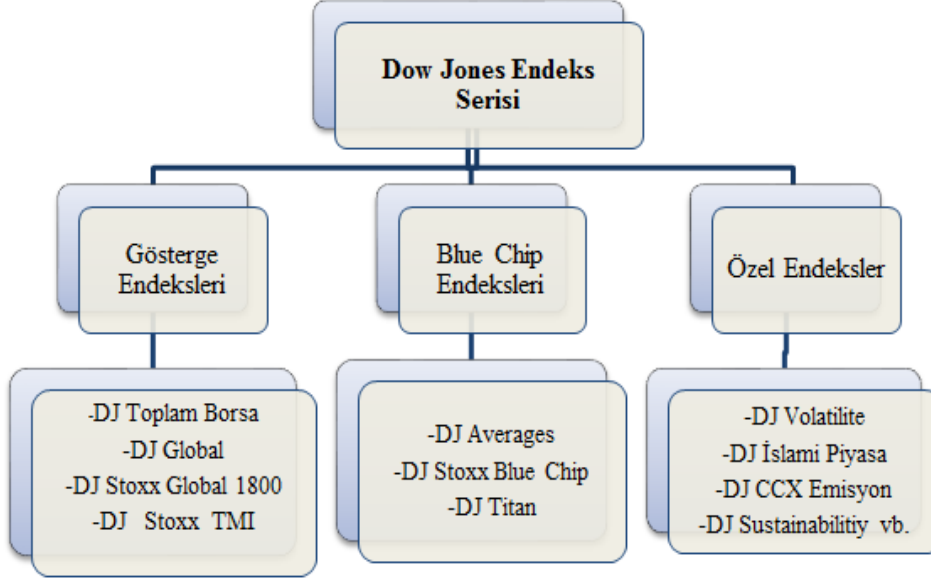 Dow Jones Endeks
Serisi
Gösterge
Endeksleri
Blue Chip
Endeksleri
Özel Endeksler
-DJ Toplam Borsa
-DJ Global
-DJ Stoxx Global 1800
-DJ Stoxx TMI
-DJ Averages
-DJ Stoxx Blue Chip
-DJ Titan
-DJ Volatilite
-DJ İslami Piyasa
-DJ CCX Emisyon
-DJ Sustainabilitiy vb.